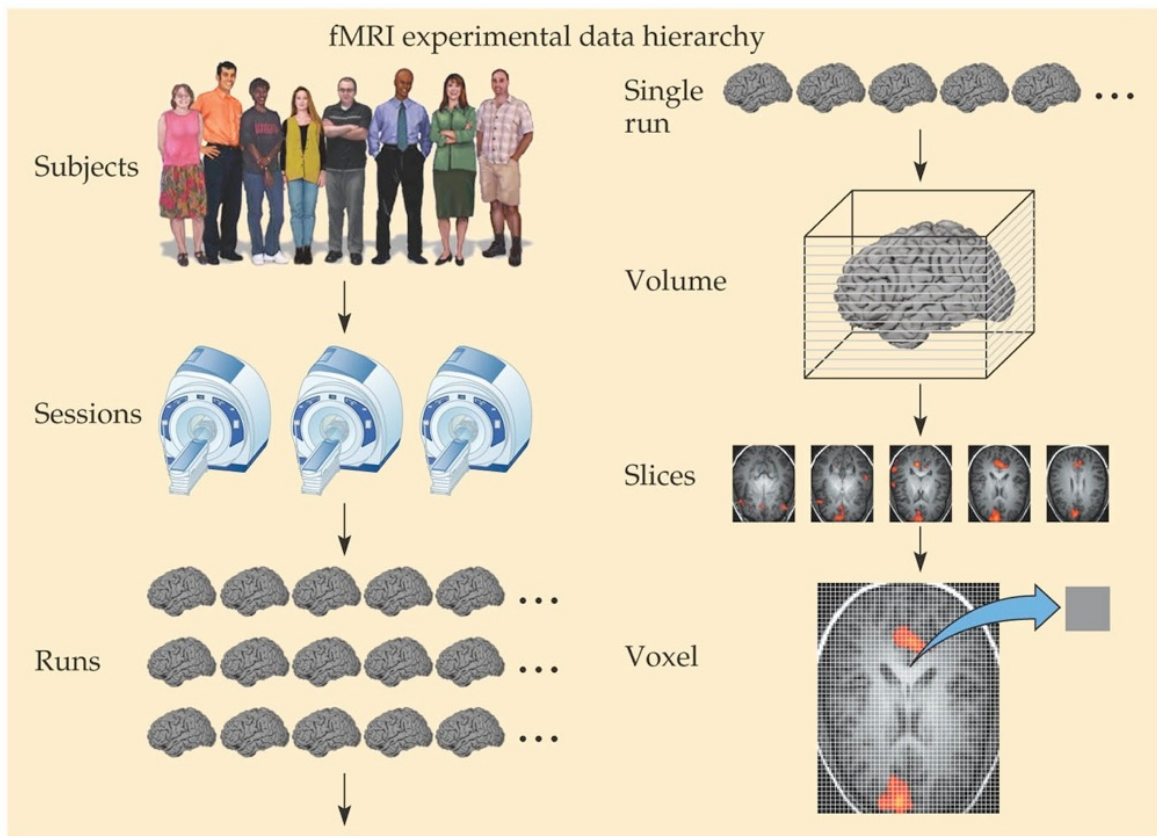 fMRI experimental data hierarchy
Subjects
Sessions
Runs
Single
run
Volume
Slices
Voxel